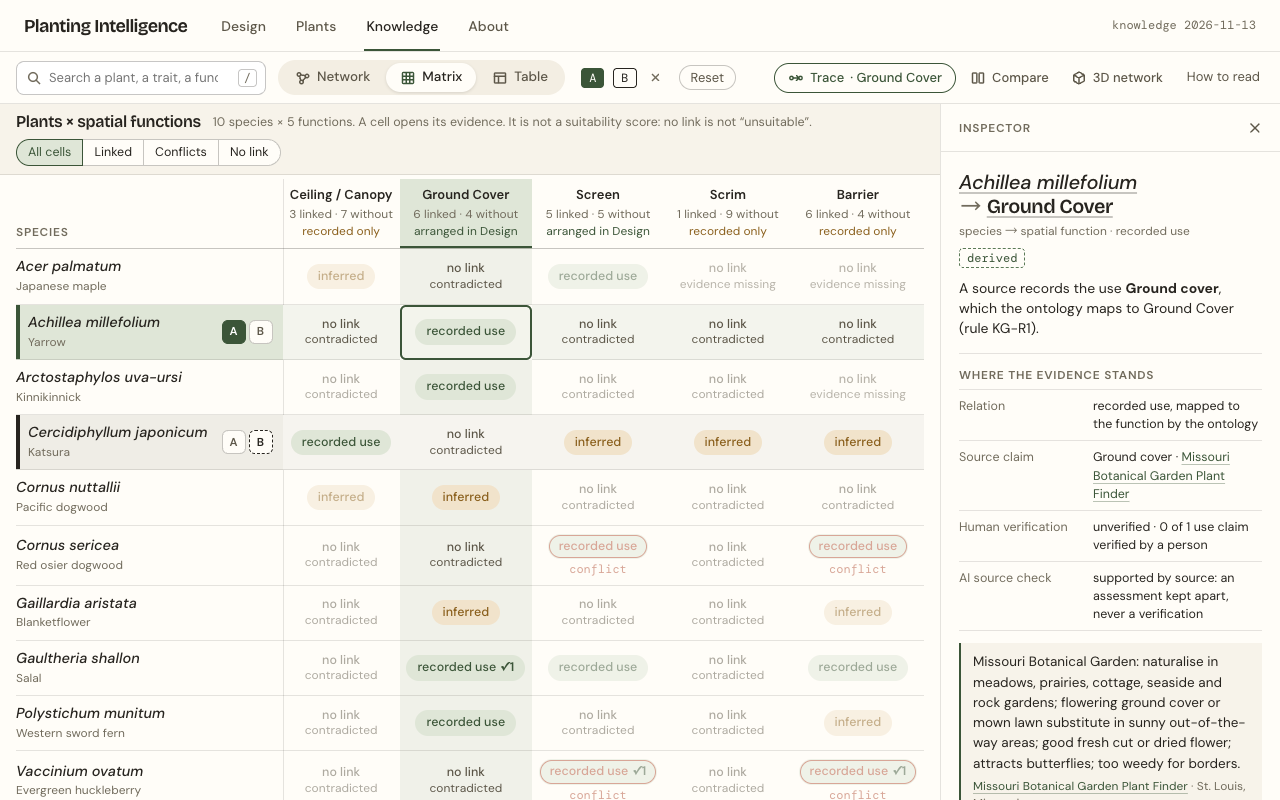 Planting Intelligence Design Plants Knowledge About knowledge 2026-11-13
Search a plant, a trait, a func / Network Matrix Table A B × Reset Trace · Ground Cover Compare 3D network How to read
Plants × spatial functions 10 species × 5 functions. A cell opens its evidence. It is not a suitability score: no link is not “unsuitable”.
All cells Linked Conflicts No link
SPECIES
Ceiling / Canopy Ground Cover Screen Scrim Barrier
3 linked · 7 without 6 linked · 4 without 5 linked · 5 without 1 linked · 9 without 6 linked · 4 without
recorded only arranged in Design arranged in Design recorded only recorded only
Acer palmatum
Japanese maple
inferred
no link
contradicted
recorded use
no link
evidence missing
no link
evidence missing
Achillea millefolium
Yarrow
A B
no link
contradicted
recorded use
no link
contradicted
no link
contradicted
no link
contradicted
Arctostaphylos uva-ursi
Kinnikinnick
no link
contradicted
recorded use
no link
contradicted
no link
contradicted
no link
evidence missing
Cercidiphyllum japonicum
Katsura
A B
recorded use
no link
contradicted
inferred
inferred
inferred
Cornus nuttallii
Pacific dogwood
inferred
inferred
no link
contradicted
no link
contradicted
no link
contradicted
Cornus sericea
Red osier dogwood
no link
contradicted
no link
contradicted
recorded use
conflict
no link
contradicted
recorded use
conflict
Gaillardia aristata
Blanketflower
no link
contradicted
inferred
no link
contradicted
no link
contradicted
inferred
Gaultheria shallon
Salal
no link
contradicted
recorded use ✓1
recorded use
no link
contradicted
recorded use
Polystichum munitum
Western sword fern
no link
contradicted
recorded use
no link
contradicted
no link
contradicted
inferred
Vaccinium ovatum
Evergreen huckleberry
no link
contradicted
no link
contradicted
recorded use ✓1
conflict
no link
contradicted
recorded use ✓1
conflict
INSPECTOR ×
Achillea millefolium
→ Ground Cover
species → spatial function · recorded use
derived
A source records the use Ground cover,
which the ontology maps to Ground Cover
(rule KG-R1).
WHERE THE EVIDENCE STANDS
Relation recorded use, mapped to
the function by the ontology
Source claim Ground cover · Missouri
Botanical Garden Plant
Finder
Human verification unverified · 0 of 1 use claim
verified by a person
AI source check supported by source: an
assessment kept apart,
never a verification
Missouri Botanical Garden: naturalise in
meadows, prairies, cottage, seaside and
rock gardens; flowering ground cover or
mown lawn substitute in sunny out-of-the-
way areas; good fresh cut or dried flower;
attracts butterflies; too weedy for borders.
Missouri Botanical Garden Plant Finder · St. Louis,